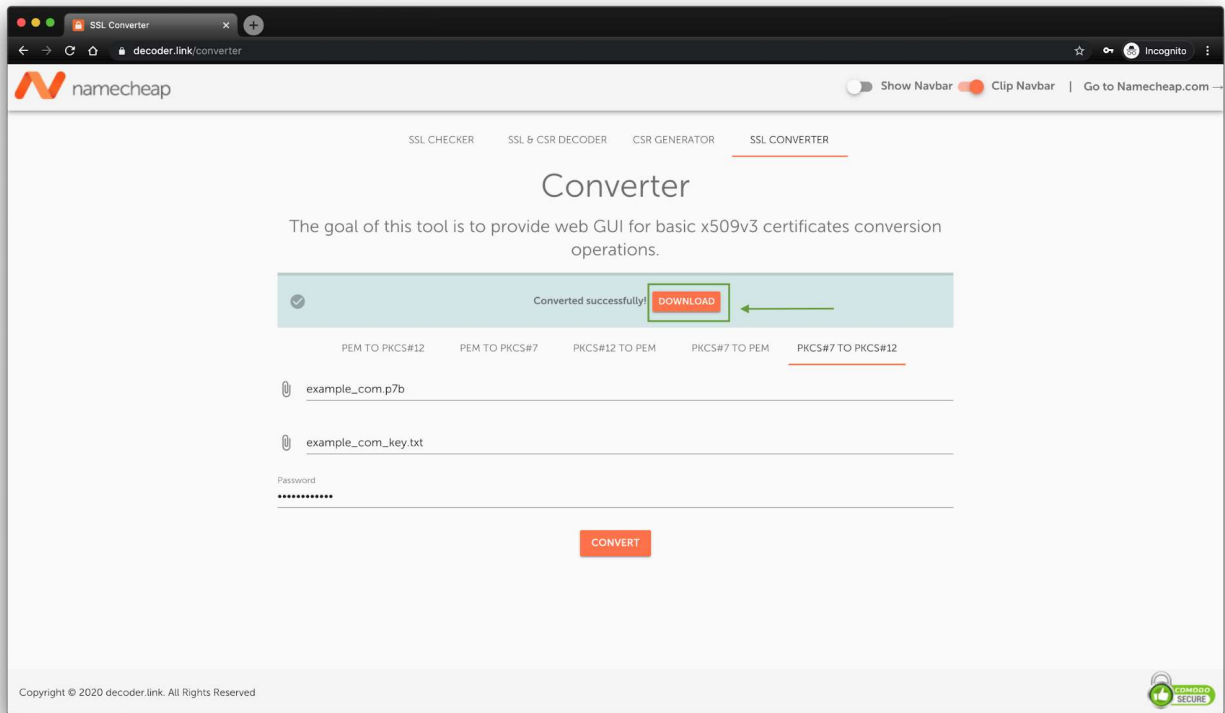 SSL Converter
decoder.link/converter
Incognito
namecheap
Show Navbar Clip Navbar | Go to Namecheap.com →
SSL CHECKER SSL & CSR DECODER CSR GENERATOR SSL CONVERTER
Converter
The goal of this tool is to provide web GUI for basic x509v3 certificates conversion
operations.
Converted successfully! DOWNLOAD
PEM TO PKCS#12 PEM TO PKCS#7 PKCS#12 TO PEM PKCS#7 TO PEM PKCS#7 TO PKCS#12
example_com.p7b
example_com_key.txt
Password
••••••••••••
CONVERT
Copyright © 2020 decoder.link. All Rights Reserved
COMODO
SECURE